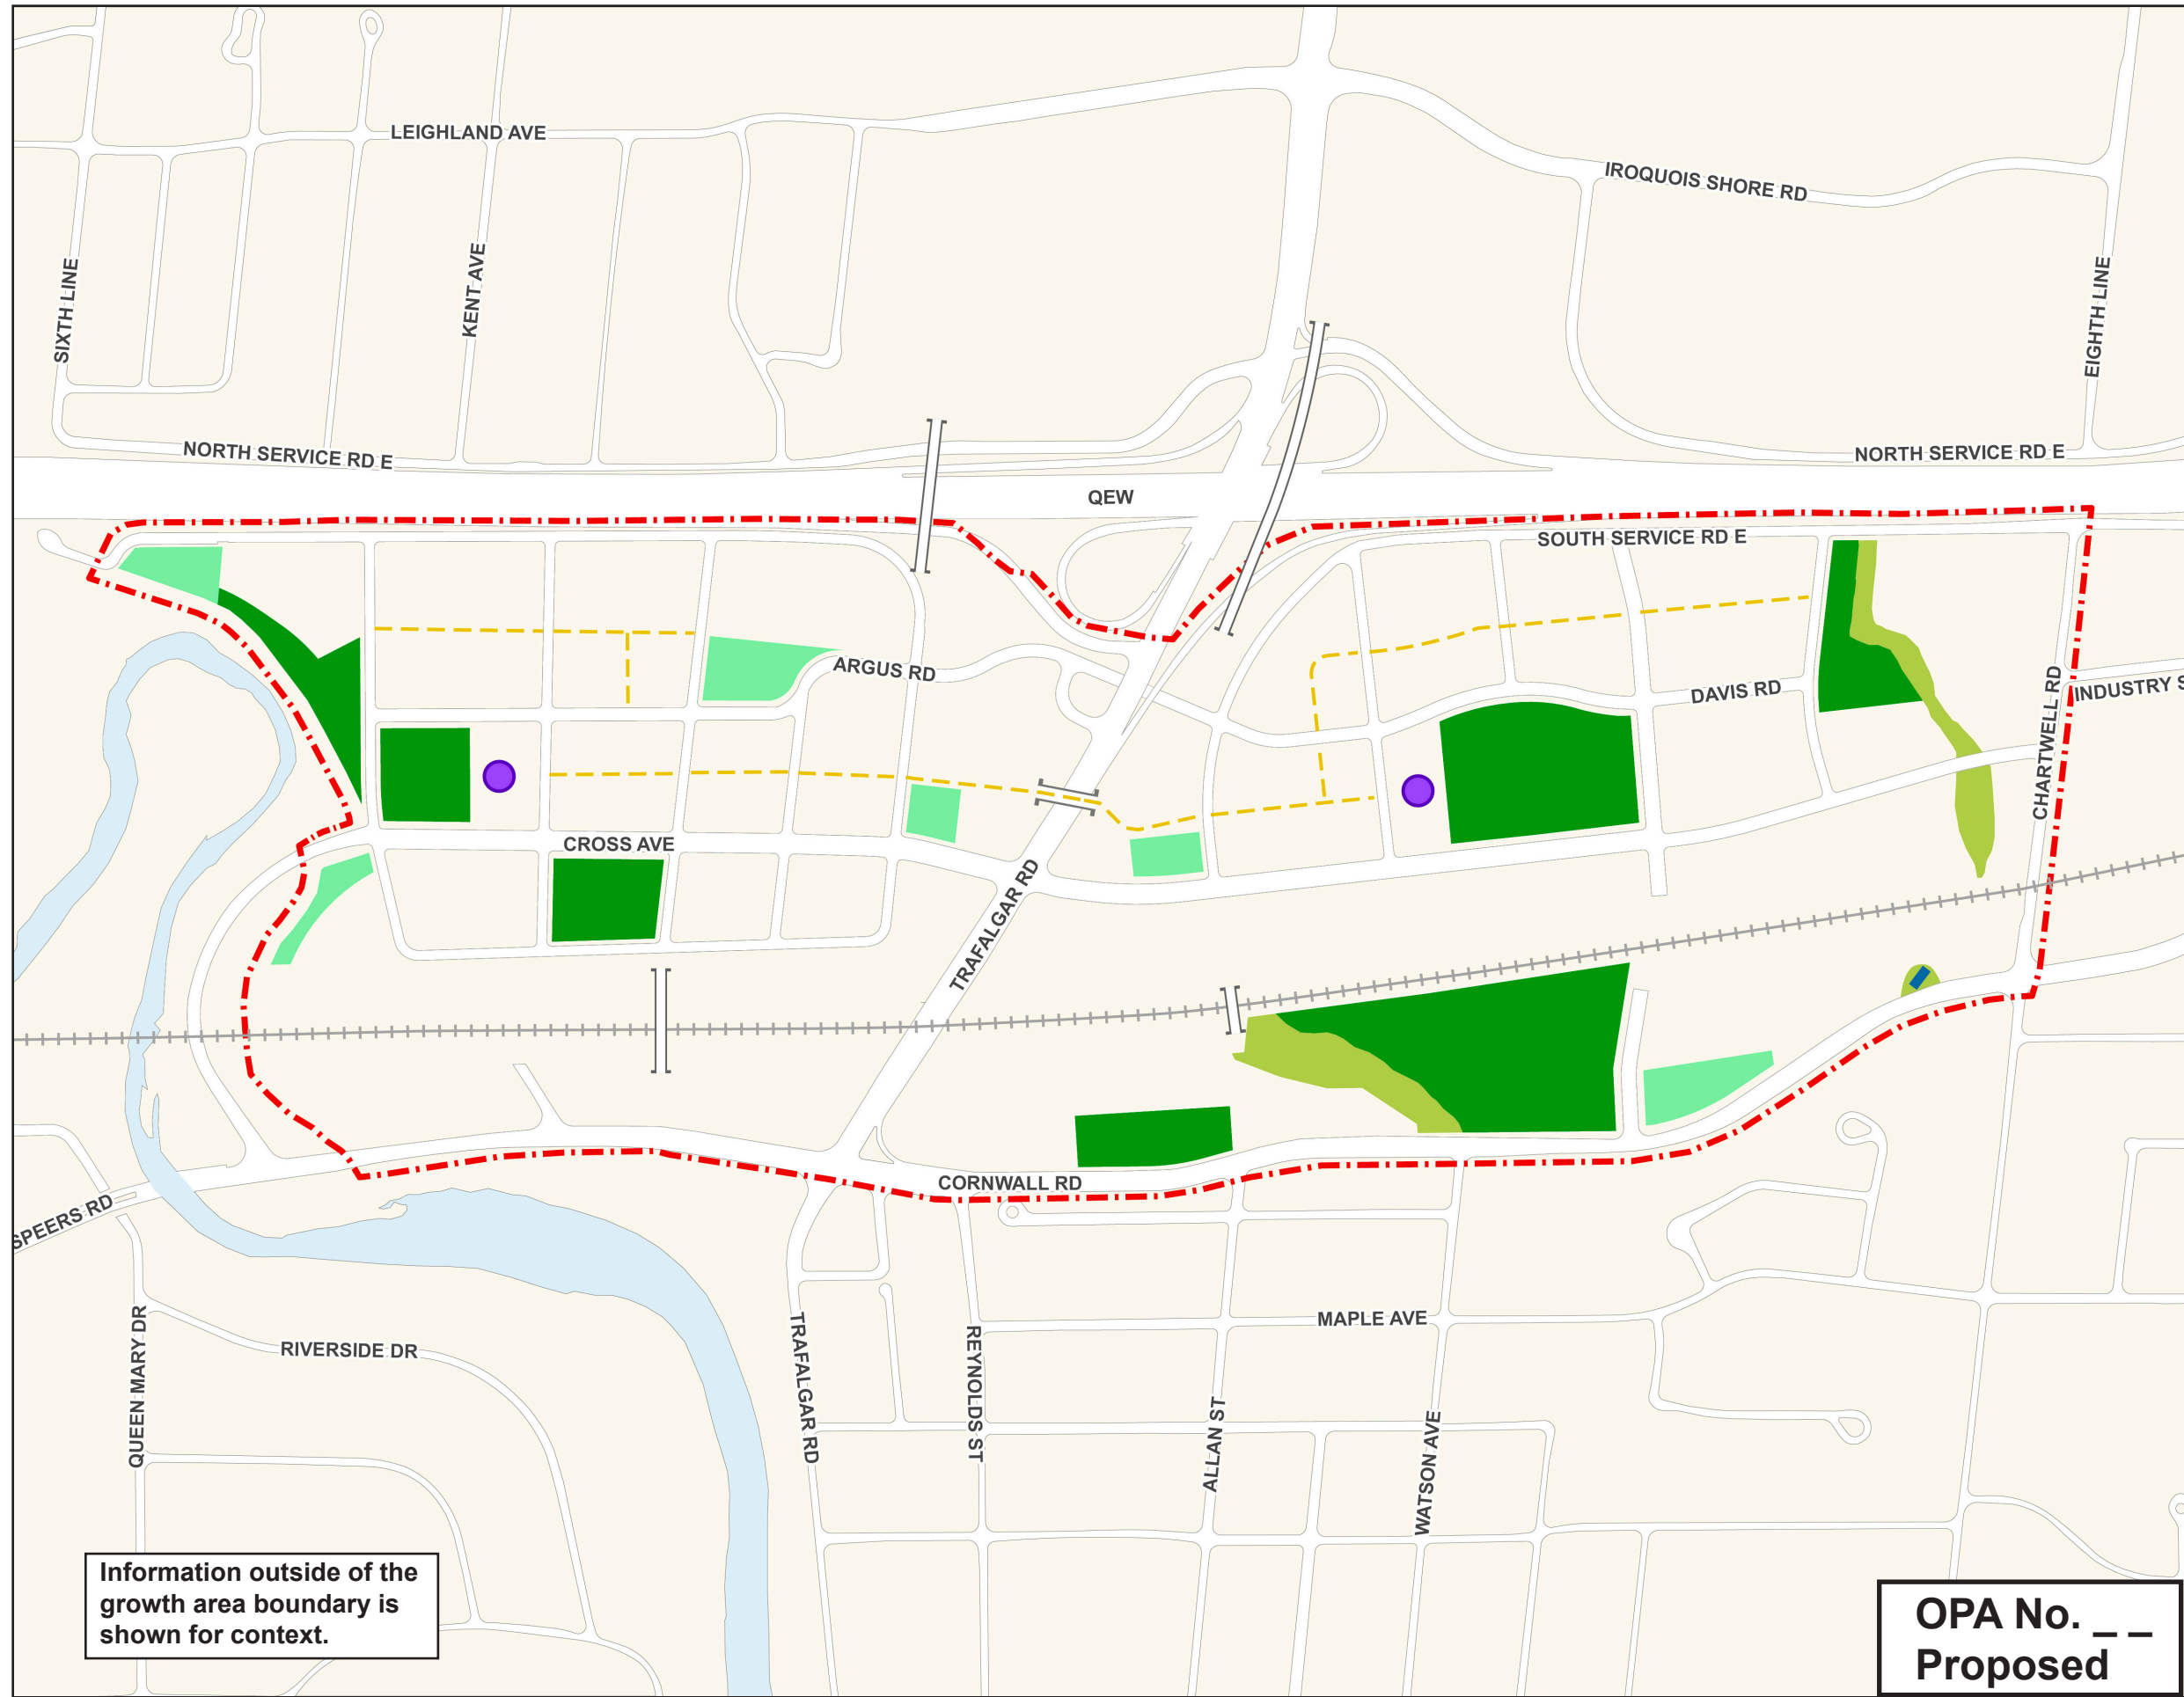 LEIGHLAND AVE
IROQUOIS SHORE RD
SIXTH LINE
KENT AVE
EIGHTH LINE
NORTH SERVICE RD E
NORTH SERVICE RD E
QEW
SOUTH SERVICE RD E
ARGUS RD
DAVIS RD
INDUSTRY S
CHARTWELL RD
CROSS AVE
TRAFALGAR RD
CORNWALL RD
SPEERS RD
MAPLE AVE
RIVERSIDE DR
QUEEN MARY DR
TRAFALGAR RD
REYNOLDS ST
ALLAN ST
WATSON AVE
Information outside of the
growth area boundary is
shown for context.
OPA No. _ _
Proposed